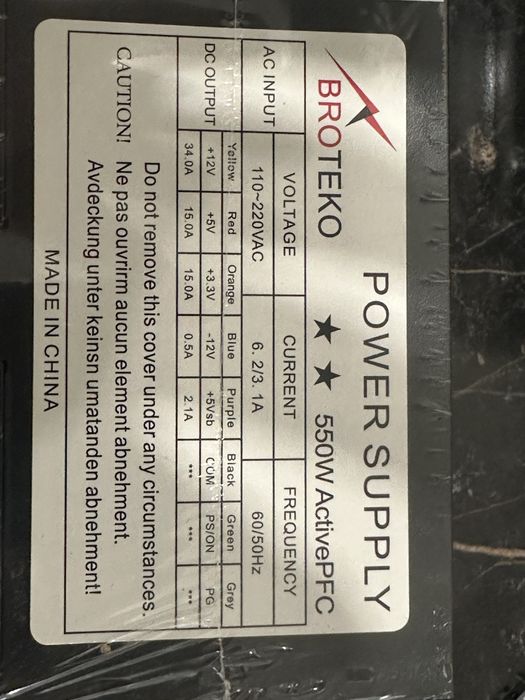 POWER SUPPLY
BROTEKO ★ ★ 550W ActivePFC
VOLTAGE CURRENT FREQUENCY
AC INPUT 110~220VAC 6. 2/3. 1A 60/50Hz
DC OUTPUT Yellow Red Orange Blue Purple Black Green Grey
+12V +5V +3.3V -12V +5Vsb COM PS/ON PG
34.0A 15.0A 15.0A 0.5A 2.1A *** *** ***
Do not remove this cover under any circumstances.
CAUTION! Ne pas ouvrirm aucun element abnehment.
Avdeckung unter keinsn umatanden abnehment!
MADE IN CHINA